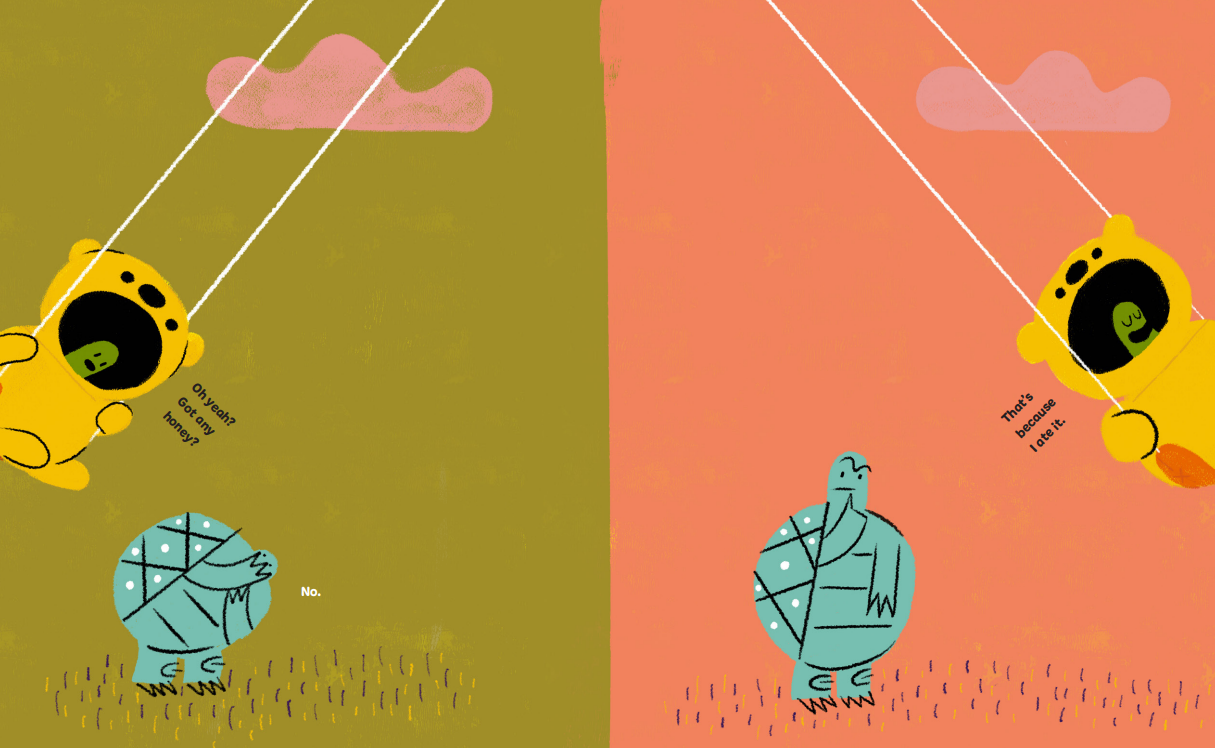 Oh yeah?
Got any
honey?
No.
That's
because
I ate it.